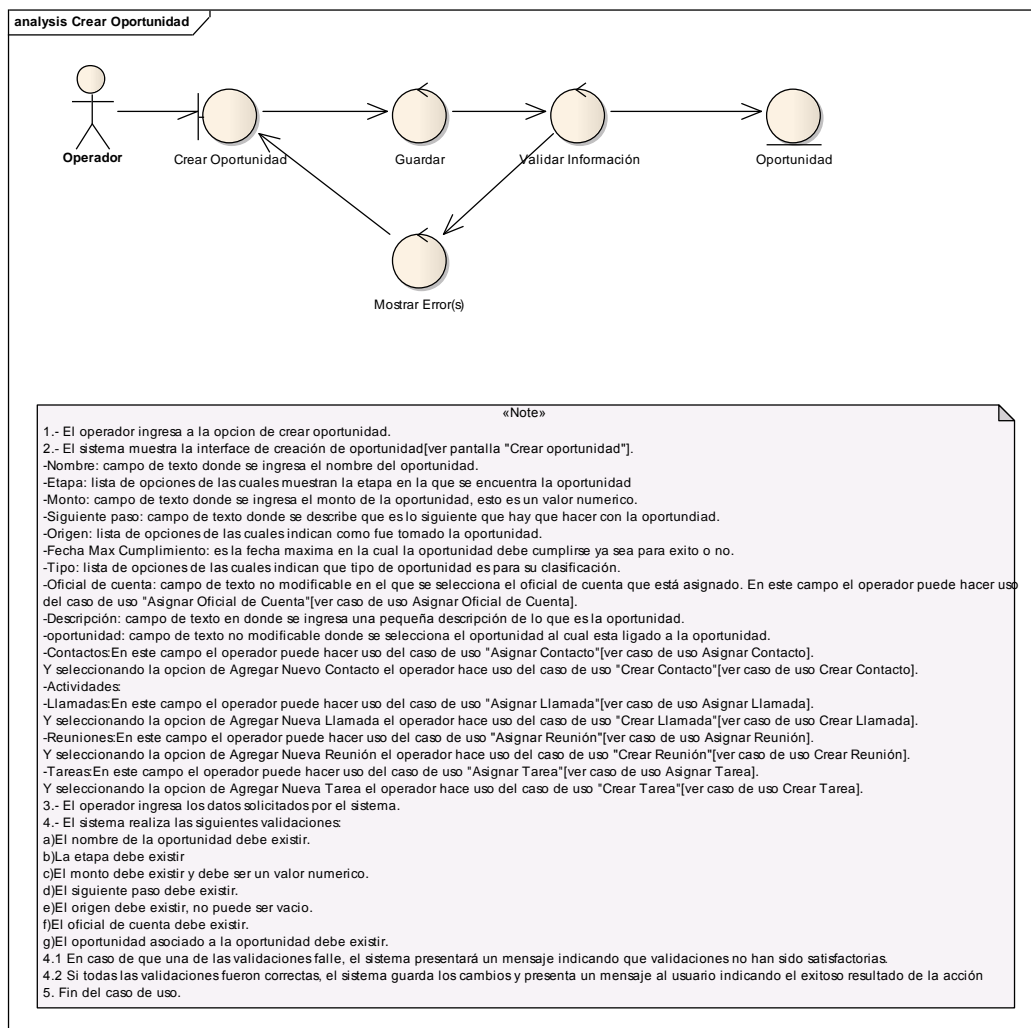 analysis Crear Oportunidad
Operador
Crear Oportunidad
Guardar
Validar Información
Oportunidad
Mostrar Error(s)
«Note»
1.- El operador ingresa a la opcion de crear oportunidad.
2.- El sistema muestra la interface de creación de oportunidad[ver pantalla "Crear oportunidad"].
-Nombre: campo de texto donde se ingresa el nombre del oportunidad.
-Etapa: lista de opciones de las cuales muestran la etapa en la que se encuentra la oportunidad
-Monto: campo de texto donde se ingresa el monto de la oportunidad, esto es un valor numerico.
-Siguiente paso: campo de texto donde se describe que es lo siguiente que hay que hacer con la oportundiad.
-Origen: lista de opciones de las cuales indican como fue tomado la oportunidad.
-Fecha Max Cumplimiento: es la fecha maxima en la cual la oportunidad debe cumplirse ya sea para exito o no.
-Tipo: lista de opciones de las cuales indican que tipo de oportunidad es para su clasificación.
-Oficial de cuenta: campo de texto no modificable en el que se selecciona el oficial de cuenta que está asignado. En este campo el operador puede hacer uso
del caso de uso "Asignar Oficial de Cuenta"[ver caso de uso Asignar Oficial de Cuenta].
-Descripción: campo de texto en donde se ingresa una pequeña descripción de lo que es la oportunidad.
-oportunidad: campo de texto no modificable donde se selecciona el oportunidad al cual esta ligado a la oportunidad.
-Contactos:En este campo el operador puede hacer uso del caso de uso "Asignar Contacto"[ver caso de uso Asignar Contacto].
Y seleccionando la opcion de Agregar Nuevo Contacto el operador hace uso del caso de uso "Crear Contacto"[ver caso de uso Crear Contacto].
-Actividades:
-Llamadas:En este campo el operador puede hacer uso del caso de uso "Asignar Llamada"[ver caso de uso Asignar Llamada].
Y seleccionando la opcion de Agregar Nueva Llamada el operador hace uso del caso de uso "Crear Llamada"[ver caso de uso Crear Llamada].
-Reuniones:En este campo el operador puede hacer uso del caso de uso "Asignar Reunión"[ver caso de uso Asignar Reunión].
Y seleccionando la opcion de Agregar Nueva Reunión el operador hace uso del caso de uso "Crear Reunión"[ver caso de uso Crear Reunión].
-Tareas:En este campo el operador puede hacer uso del caso de uso "Asignar Tarea"[ver caso de uso Asignar Tarea].
Y seleccionando la opcion de Agregar Nueva Tarea el operador hace uso del caso de uso "Crear Tarea"[ver caso de uso Crear Tarea].
3.- El operador ingresa los datos solicitados por el sistema.
4.- El sistema realiza las siguientes validaciones:
a)El nombre de la oportunidad debe existir.
b)La etapa debe existir
c)El monto debe existir y debe ser un valor numerico.
d)El siguiente paso debe existir.
e)El origen debe existir, no puede ser vacio.
f)El oficial de cuenta debe existir.
g)El oportunidad asociado a la oportunidad debe existir.
4.1 En caso de que una de las validaciones falle, el sistema presentará un mensaje indicando que validaciones no han sido satisfactorias.
4.2 Si todas las validaciones fueron correctas, el sistema guarda los cambios y presenta un mensaje al usuario indicando el exitoso resultado de la acción
5. Fin del caso de uso.